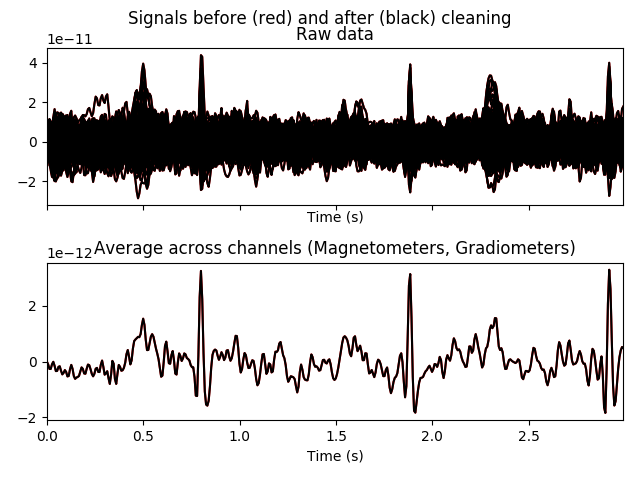 Signals before (red) and after (black) cleaning
Raw data
1e−11
4
2
0
−2
Time (s)
1e−12
Average across channels (Magnetometers, Gradiometers)
2
0
−2
0.0 0.5 1.0 1.5 2.0 2.5
Time (s)